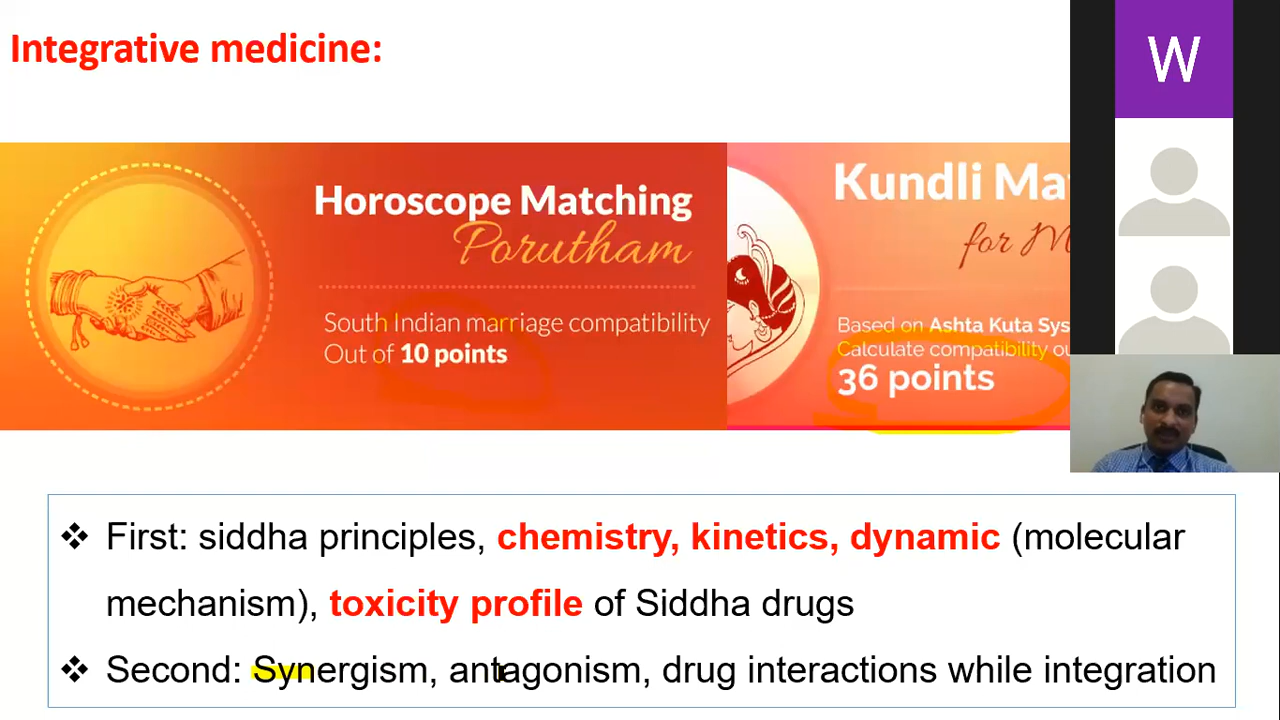 Integrative medicine:
W
Horoscope Matching
Porutham
South Indian marriage compatibility
Out of 10 points
Kundli Ma
for M
Based on Ashta Kuta Sys
Calculate compatibility ou
36 points
❖ First: siddha principles, chemistry, kinetics, dynamic (molecular
mechanism), toxicity profile of Siddha drugs
❖ Second: Synergism, antagonism, drug interactions while integration